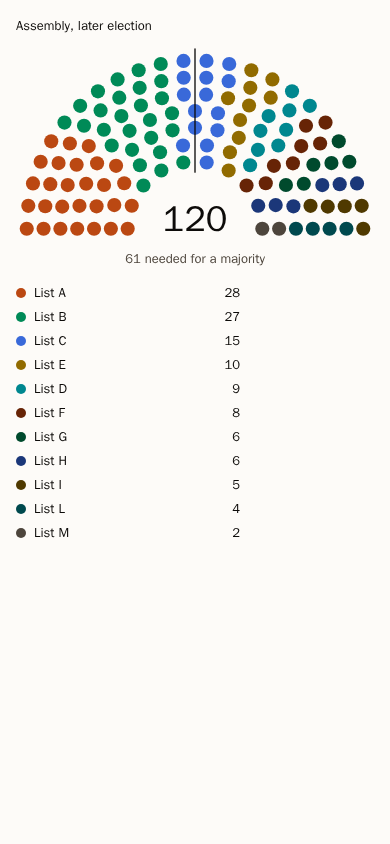 Assembly, later election
120
61 needed for a majority
List A 28
List B 27
List C 15
List E 10
List D 9
List F 8
List G 6
List H 6
List I 5
List L 4
List M 2